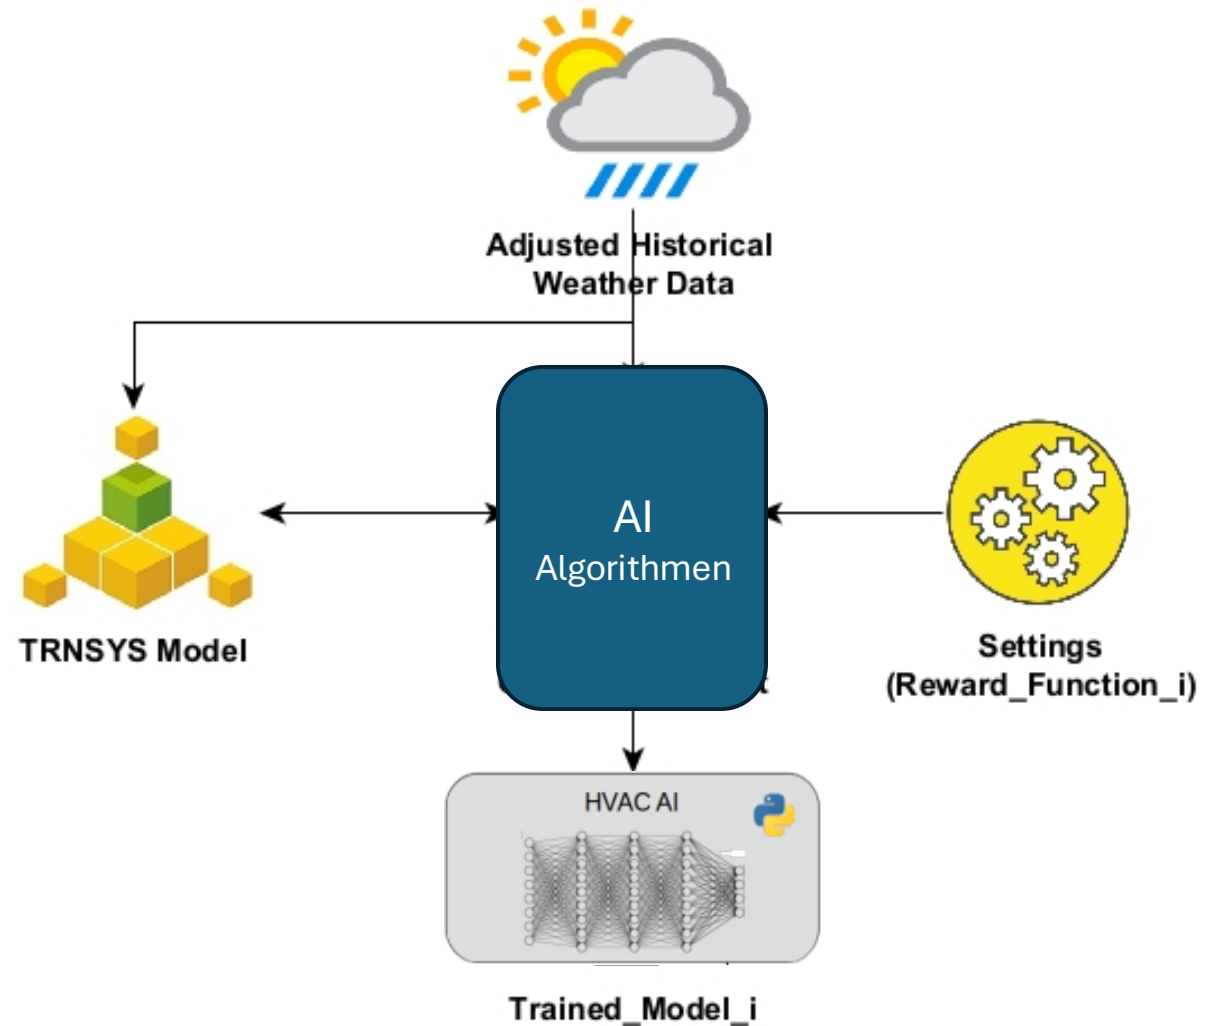 Adjusted Historical
Weather Data
AI
Algorithmen
TRNSYS Model
Settings
(Reward_Function_i)
HVAC AI
Trained_Model_i